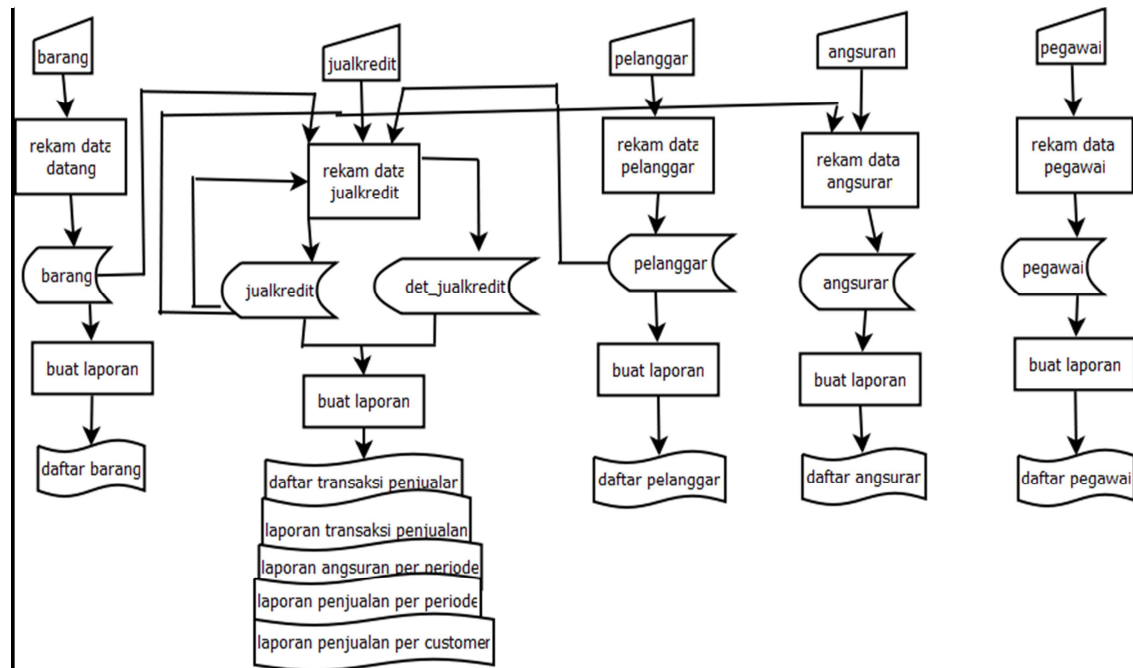 barang
jualkredit
pelanggar
angsuran
pegawai
rekam data
datang
rekam data
jualkredit
rekam data
pelanggar
rekam data
angsurar
rekam data
pegawai
barang
jualkredit
det_jualkredit
pelanggar
angsurar
pegawai
buat laporan
buat laporan
buat laporan
buat laporan
buat laporan
daftar barang
daftar transaksi penjualar
laporan transaksi penjualan
laporan angsuran per periode
laporan penjualan per periode
laporan penjualan per customer
daftar pelanggar
daftar angsurar
daftar pegawai